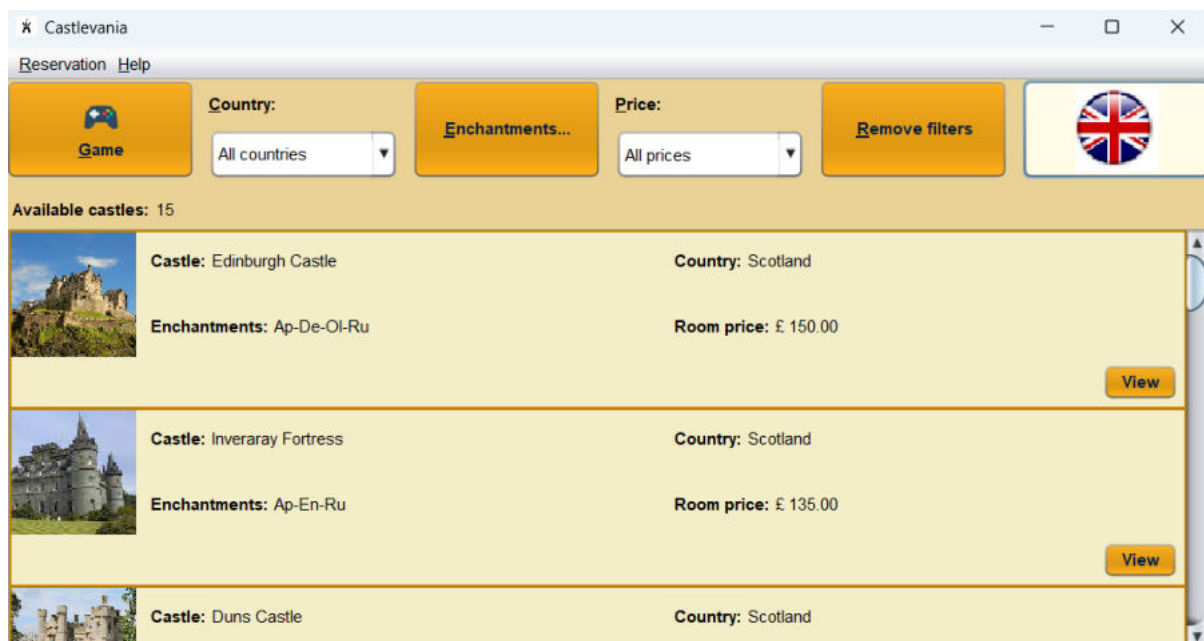 Castlevania
Reservation Help
Game
Country:
All countries
Enchantments...
Price:
All prices
Remove filters
Available castles: 15
Castle: Edinburgh Castle
Country: Scotland
Enchantments: Ap-De-Ol-Ru
Room price: £ 150.00
View
Castle: Inveraray Fortress
Country: Scotland
Enchantments: Ap-En-Ru
Room price: £ 135.00
View
Castle: Duns Castle
Country: Scotland